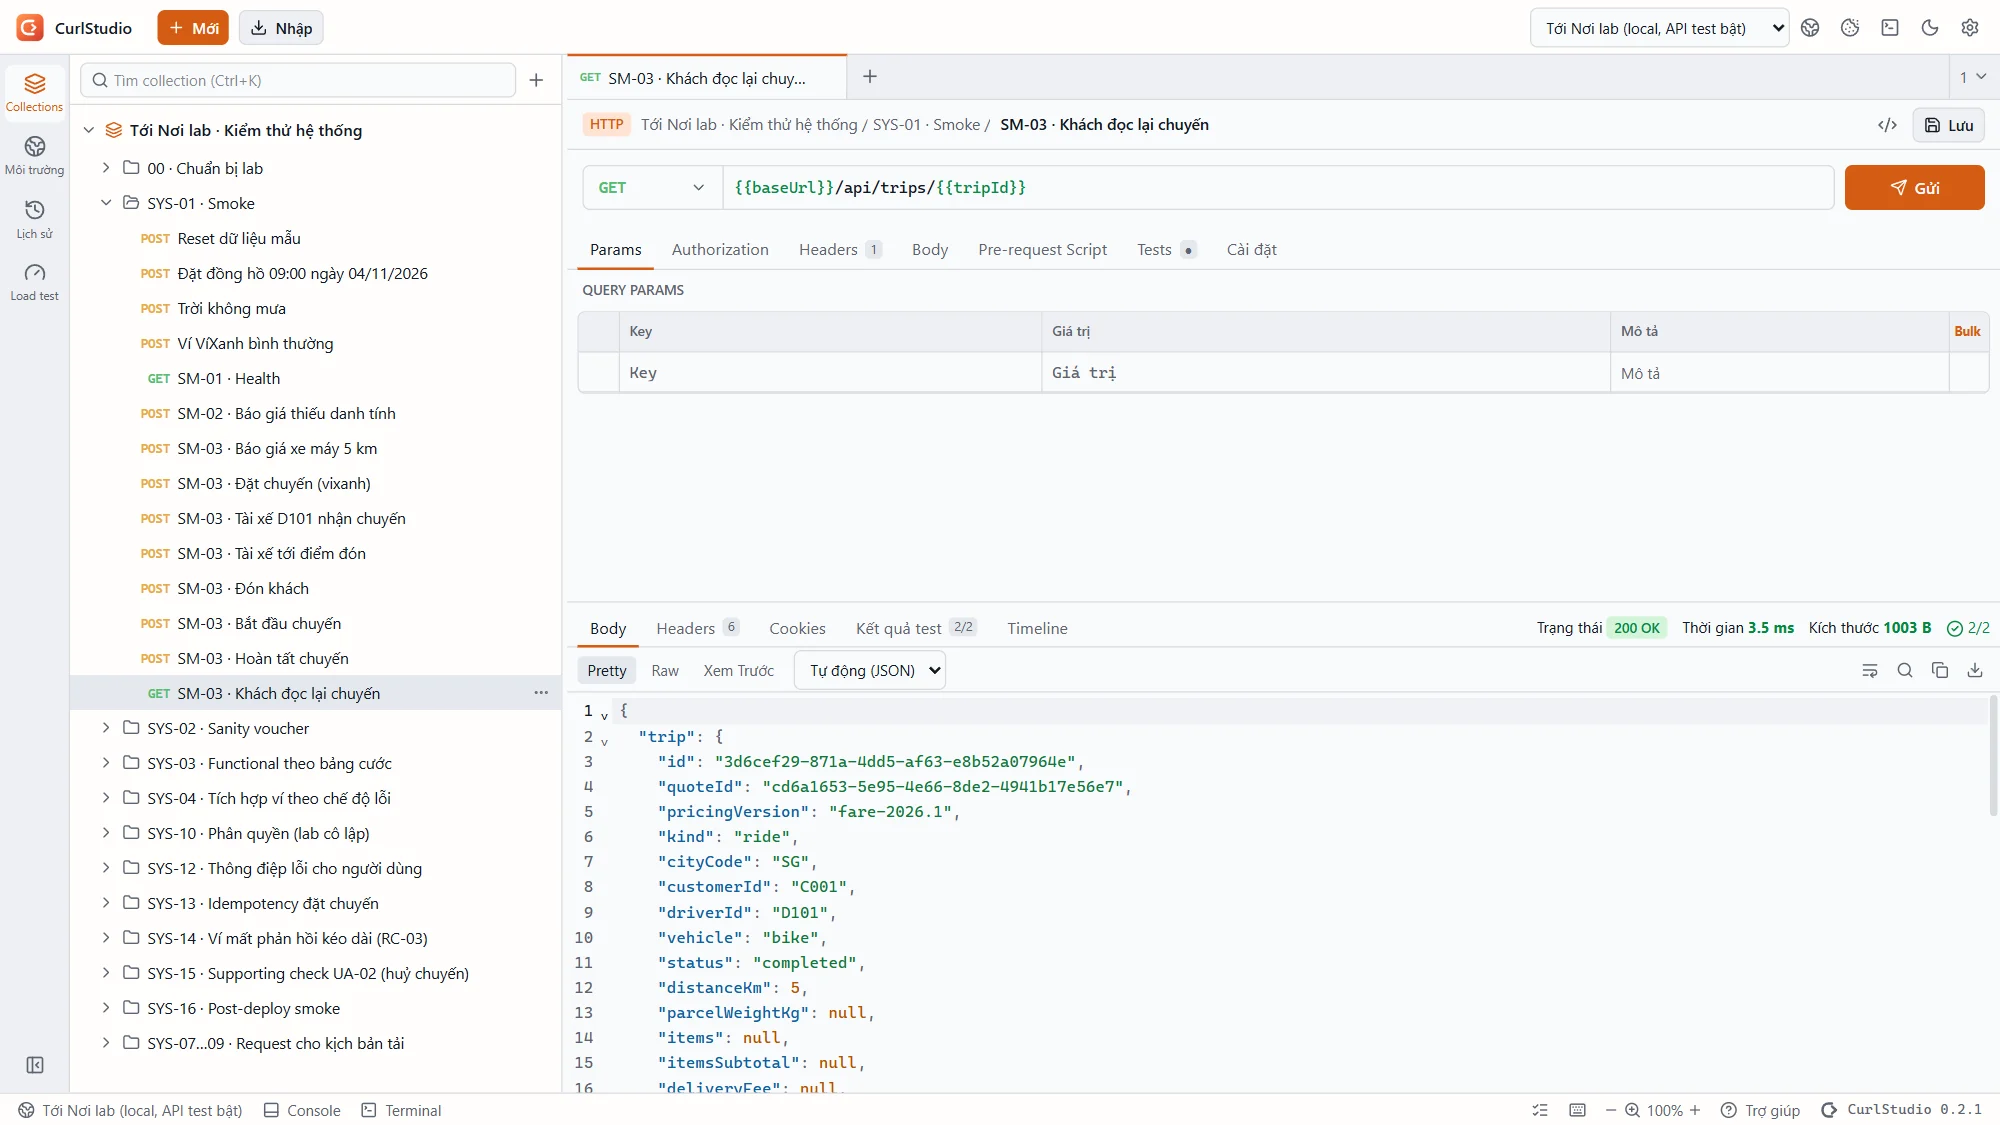 CurlStudio
Mới
Nhập
Tới Nơi lab (local, API test bật)
Collections
Môi trường
Lịch sử
Load test
Tìm collection (Ctrl+K)
Tới Nơi lab · Kiểm thử hệ thống
00 · Chuẩn bị lab
SYS-01 · Smoke
POST Reset dữ liệu mẫu
POST Đặt đồng hồ 09:00 ngày 04/11/2026
POST Trời không mưa
POST Ví VíXanh bình thường
GET SM-01 · Health
POST SM-02 · Báo giá thiếu danh tính
POST SM-03 · Báo giá xe máy 5 km
POST SM-03 · Đặt chuyến (vixanh)
POST SM-03 · Tài xế D101 nhận chuyến
POST SM-03 · Tài xế tới điểm đón
POST SM-03 · Đón khách
POST SM-03 · Bắt đầu chuyến
POST SM-03 · Hoàn tất chuyến
GET SM-03 · Khách đọc lại chuyến
SYS-02 · Sanity voucher
SYS-03 · Functional theo bảng cước
SYS-04 · Tích hợp ví theo chế độ lỗi
SYS-10 · Phân quyền (lab cô lập)
SYS-12 · Thông điệp lỗi cho người dùng
SYS-13 · Idempotency đặt chuyến
SYS-14 · Ví mất phản hồi kéo dài (RC-03)
SYS-15 · Supporting check UA-02 (huỷ chuyến)
SYS-16 · Post-deploy smoke
SYS-07...09 · Request cho kịch bản tải
GET SM-03 · Khách đọc lại chuy...
1
HTTP Tới Nơi lab · Kiểm thử hệ thống / SYS-01 · Smoke / SM-03 · Khách đọc lại chuyến
</> Lưu
GET {{baseUrl}}/api/trips/{{tripId}}
Gửi
Params Authorization Headers 1 Body Pre-request Script Tests Cài đặt
QUERY PARAMS
Key Giá trị Mô tả Bulk
Key Giá trị Mô tả
Body Headers 6 Cookies Kết quả test 2/2 Timeline
Trạng thái 200 OK Thời gian 3.5 ms Kích thước 1003 B 2/2
Pretty Raw Xem Trước Tự động (JSON)
1 {
2 "trip": {
3 "id": "3d6cef29-871a-4dd5-af63-e8b52a07964e",
4 "quoteId": "cd6a1653-5e95-4e66-8de2-4941b17e56e7",
5 "pricingVersion": "fare-2026.1",
6 "kind": "ride",
7 "cityCode": "SG",
8 "customerId": "C001",
9 "driverId": "D101",
10 "vehicle": "bike",
11 "status": "completed",
12 "distanceKm": 5,
13 "parcelWeightKg": null,
14 "items": null,
15 "itemsSubtotal": null,
16 "deliveryFee": null,
Tới Nơi lab (local, API test bật) Console Terminal
100% Trợ giúp CurlStudio 0.2.1